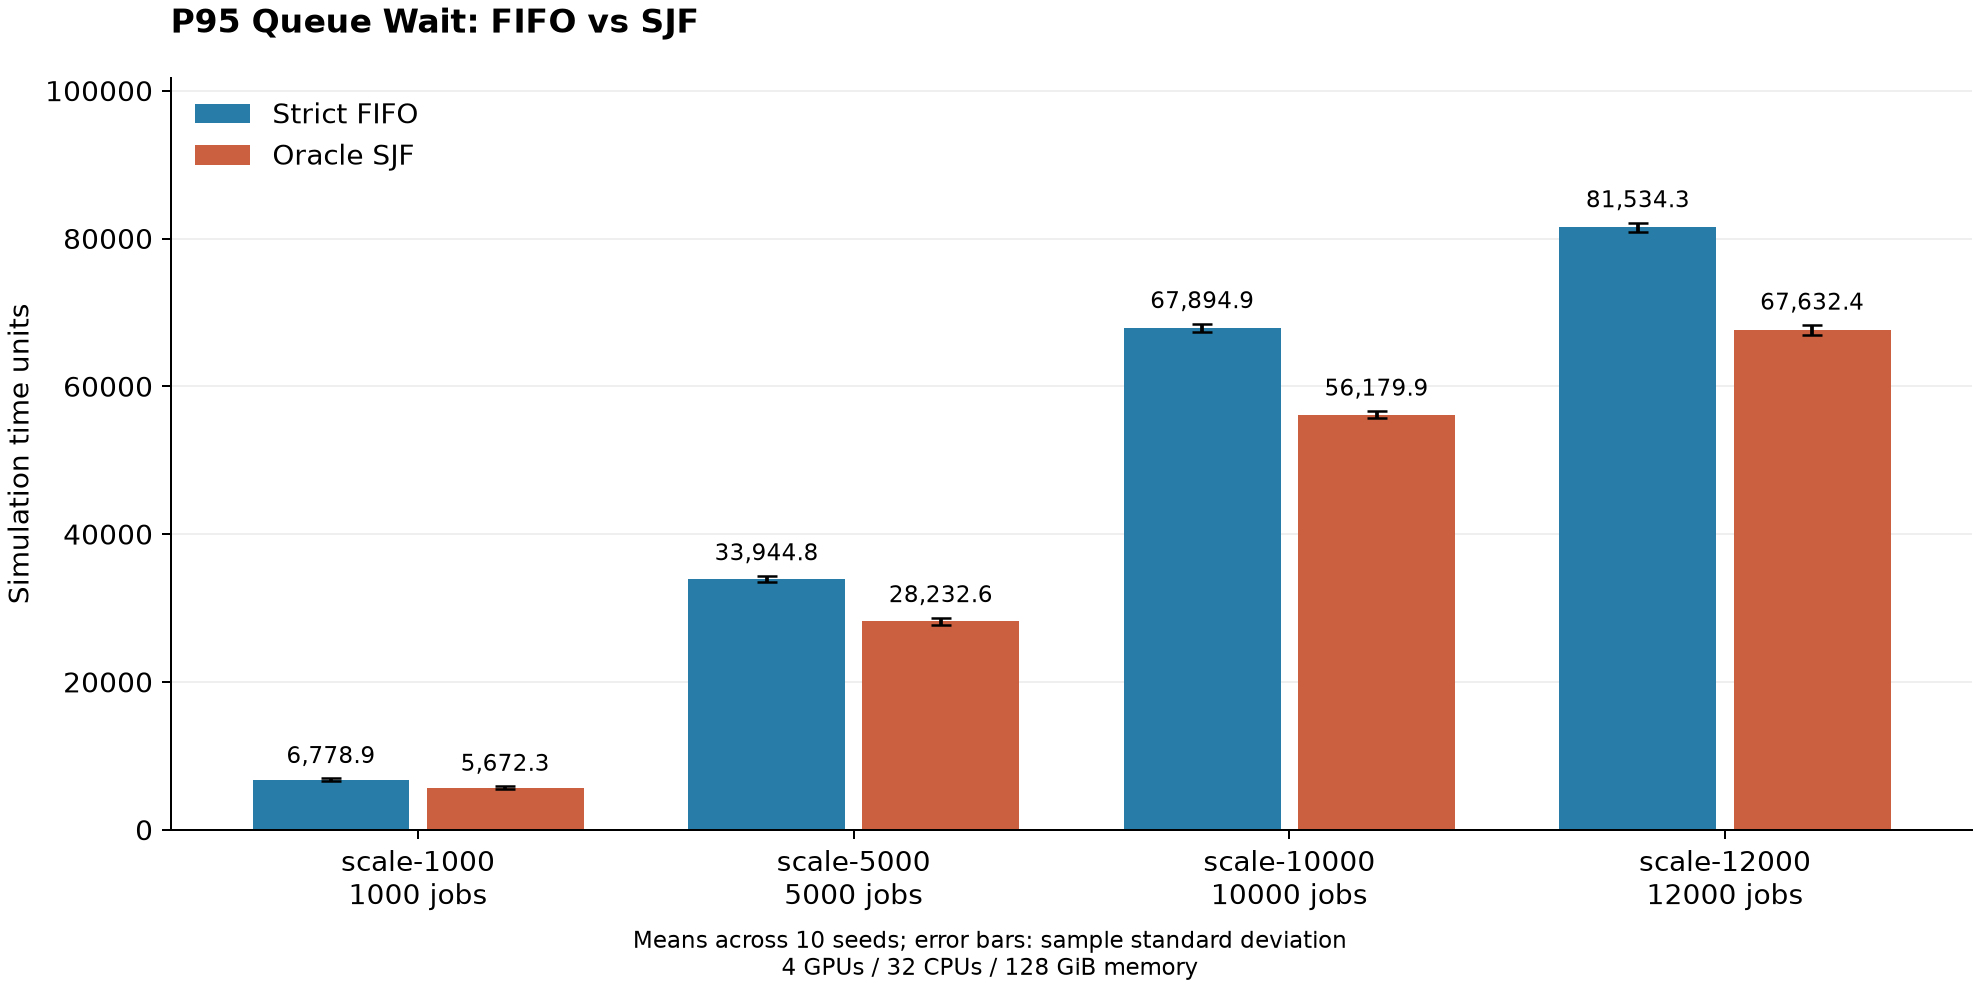 P95 Queue Wait: FIFO vs SJF
100000
80000
60000
40000
20000
0
Simulation time units
Strict FIFO
Oracle SJF
6,778.9
5,672.3
33,944.8
28,232.6
67,894.9
56,179.9
81,534.3
67,632.4
scale-1000
1000 jobs
scale-5000
5000 jobs
scale-10000
10000 jobs
scale-12000
12000 jobs
Means across 10 seeds; error bars: sample standard deviation
4 GPUs / 32 CPUs / 128 GiB memory